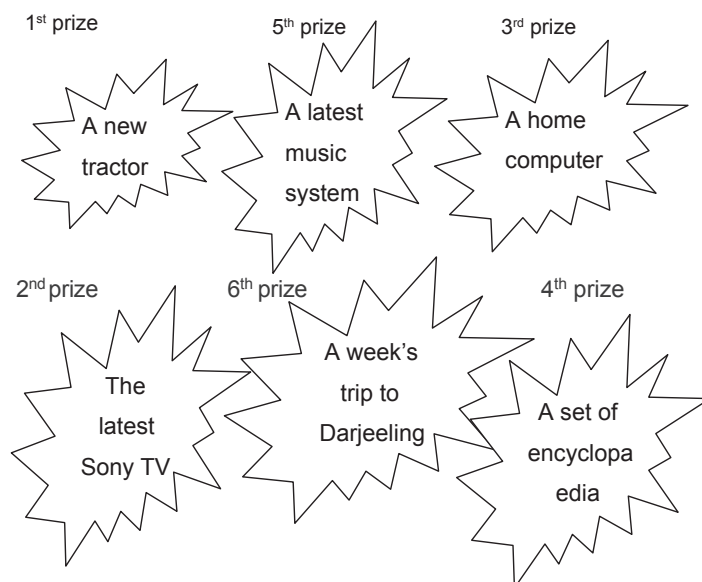 1st prize
A new
tractor
5th prize
A latest
music
system
3rd prize
A home
computer
2nd prize
The
latest
Sony TV
6th prize
A week's
trip to
Darjeeling
4th prize
A set of
encyclopa
edia